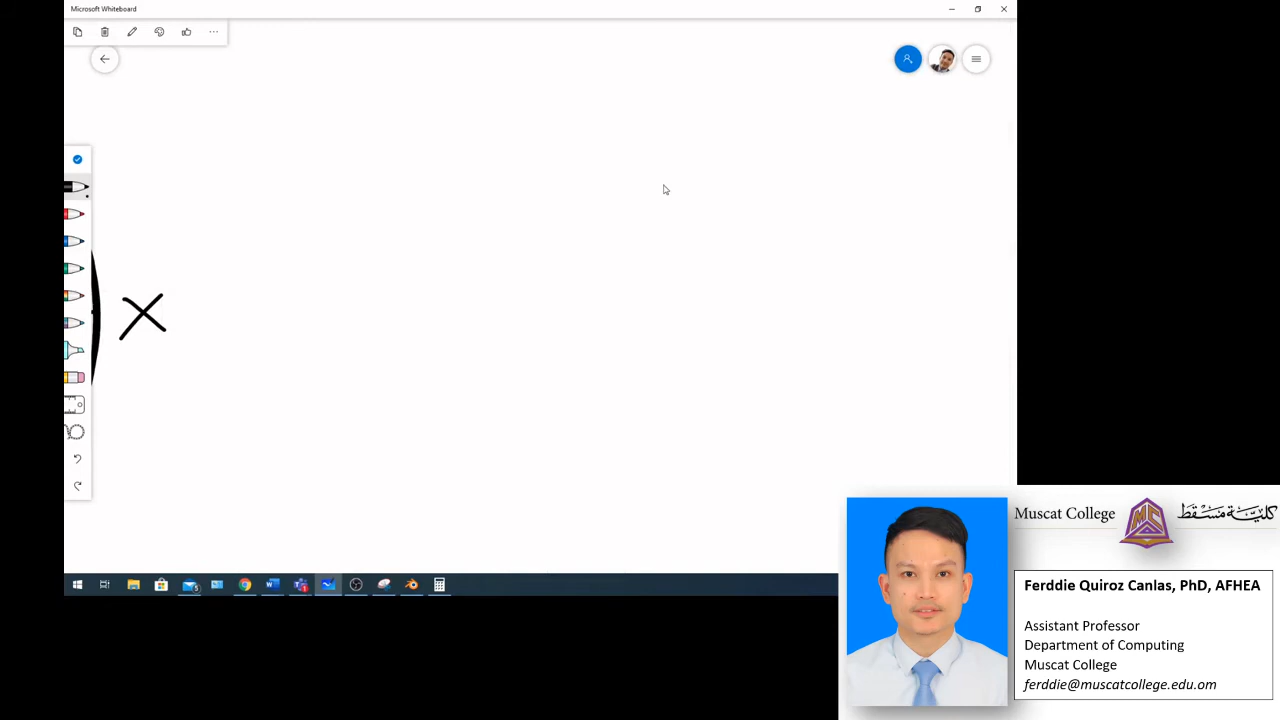 Microsoft Whiteboard
) ×
Muscat College
كليّة مسقط
Ferddie Quiroz Canlas, PhD, AFHEA
Assistant Professor
Department of Computing
Muscat College
ferddie@muscatcollege.edu.om